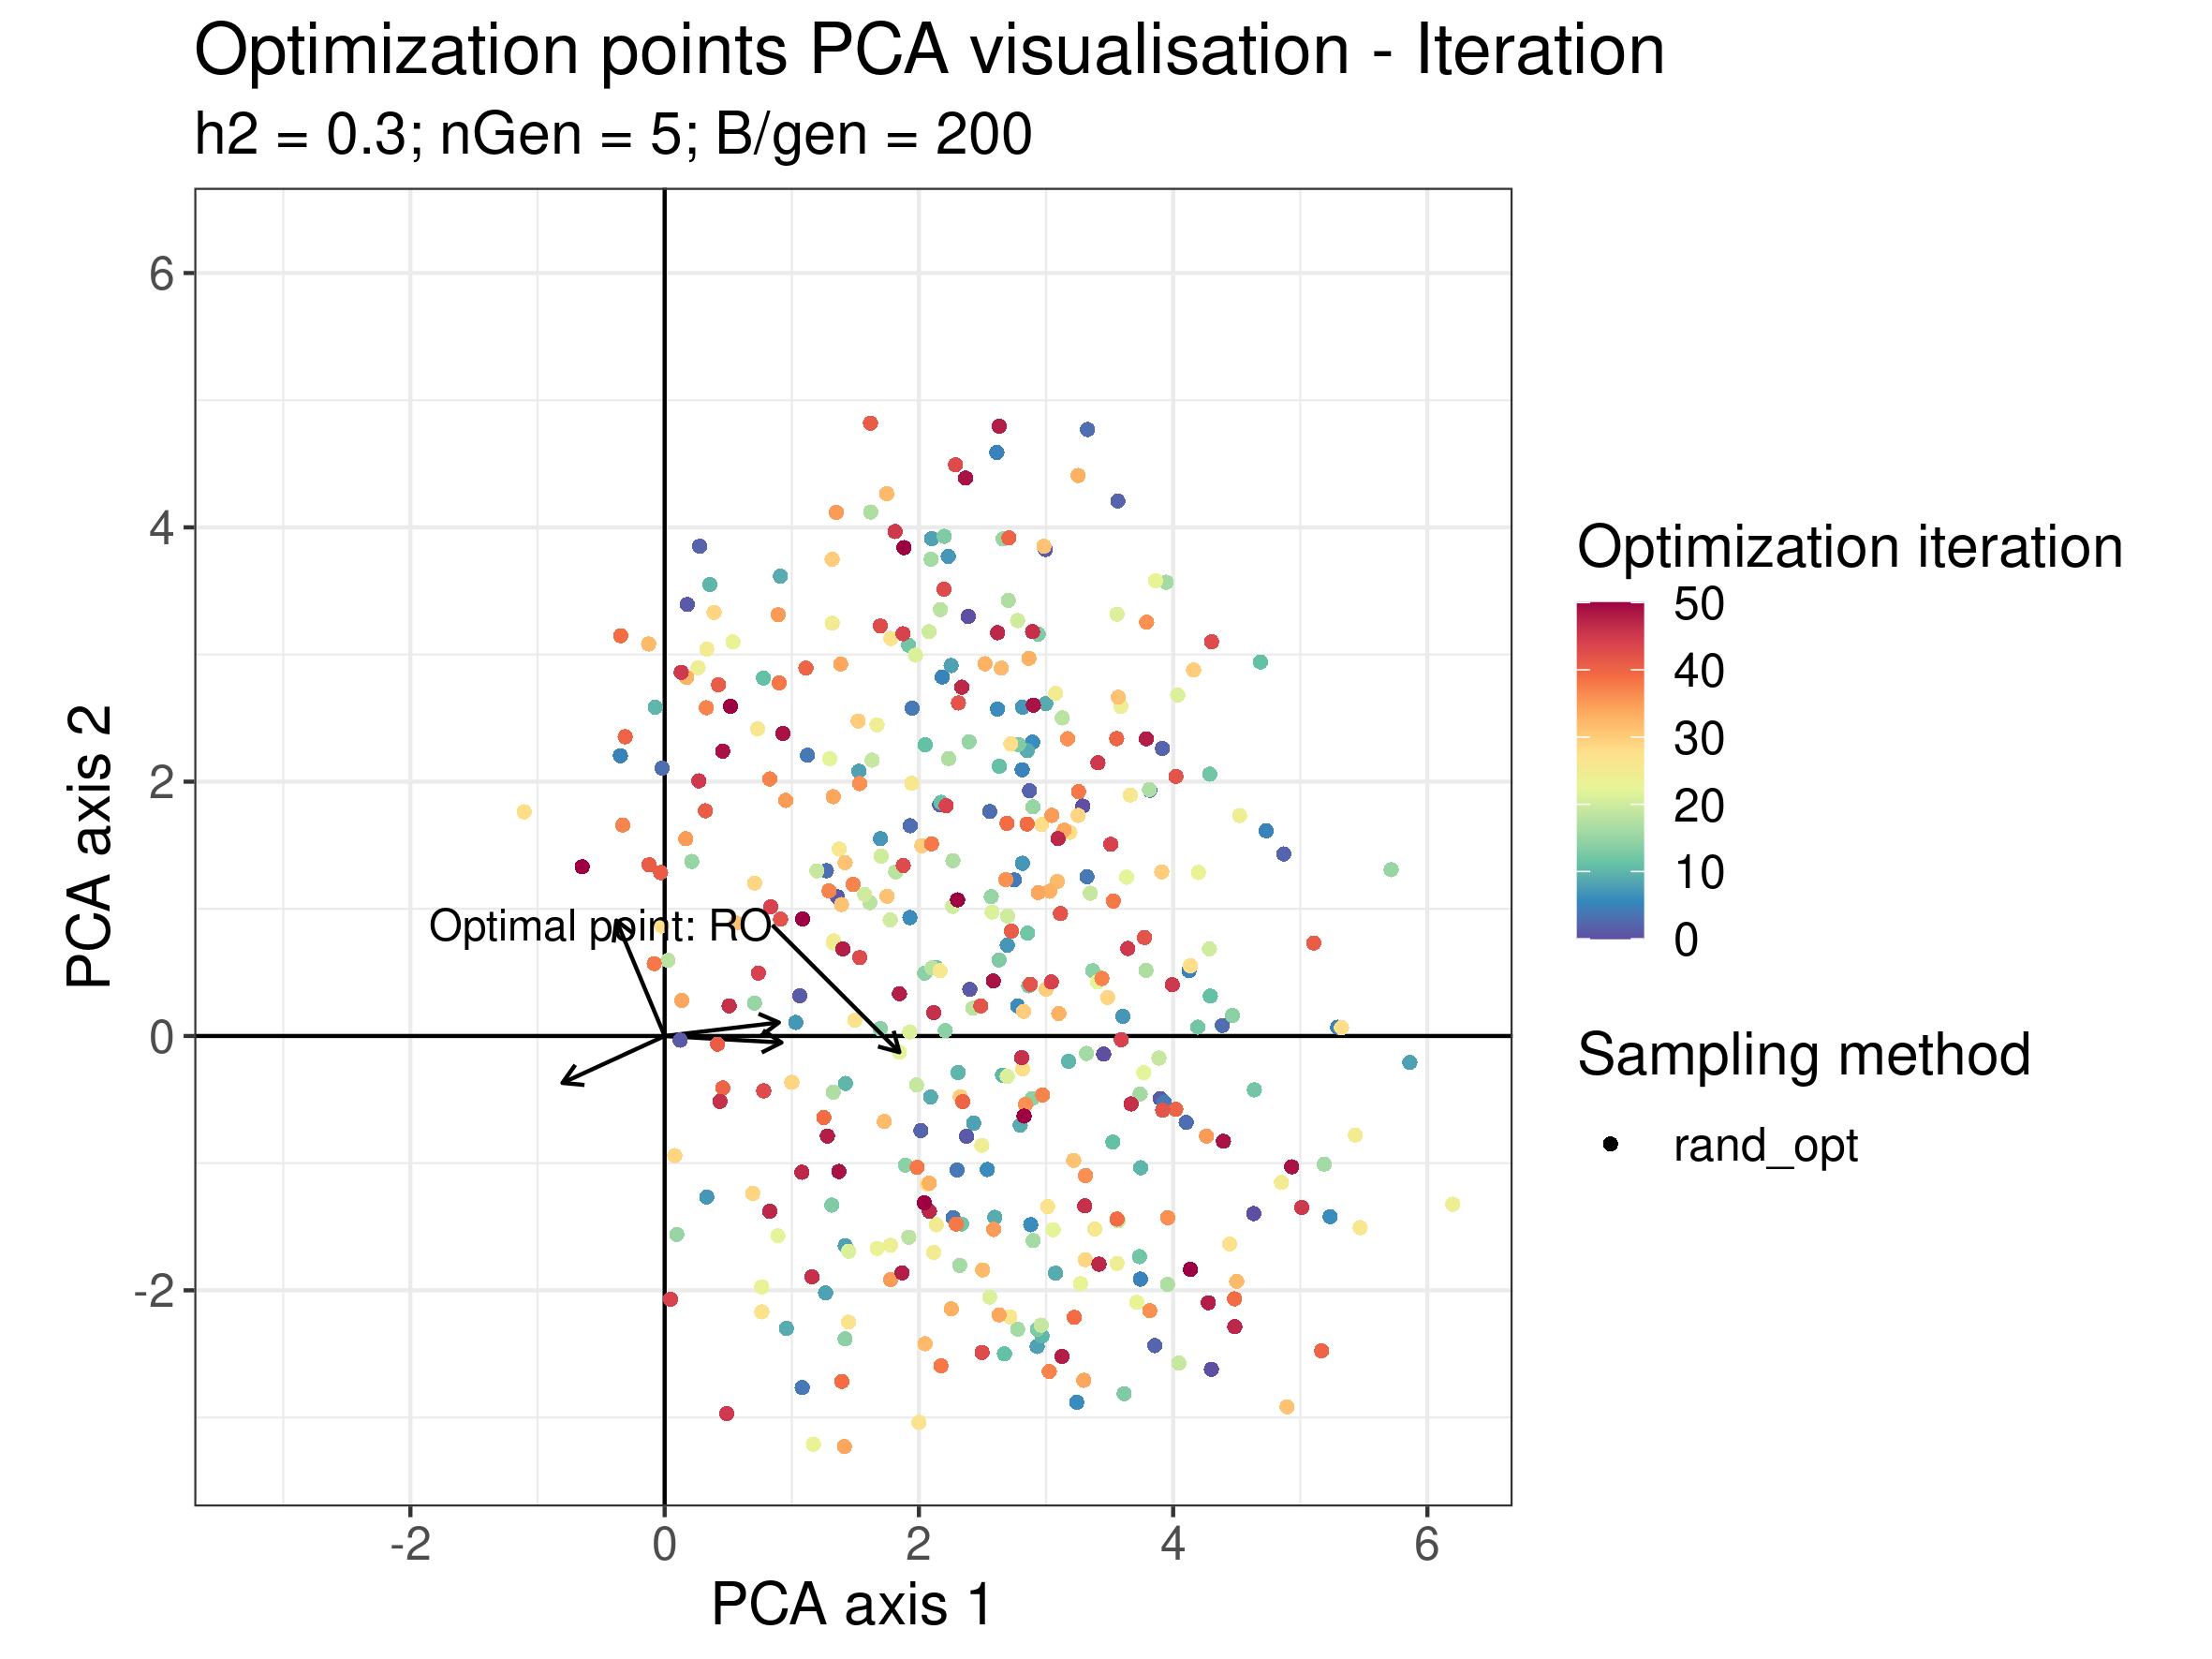 Optimization points PCA visualisation - Iteration
h2 = 0.3; nGen = 5; B/gen = 200
PCA axis 2
6
4
2
0
-2
Optimal point: RO
-2
0
2
4
6
PCA axis 1
Optimization iteration
50
40
30
20
10
0
Sampling method
rand_opt